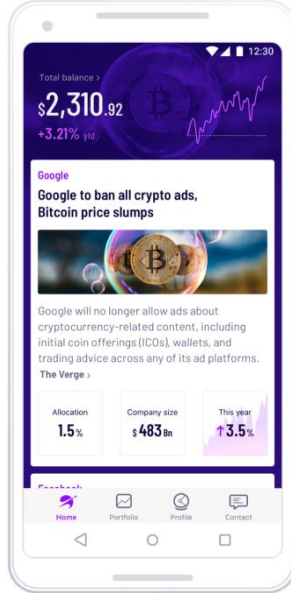 12:30
Total balance >
$2,310.92
+3.21% ytd
Google
Google to ban all crypto ads,
Bitcoin price slumps
Google will no longer allow ads about
cryptocurrency-related content, including
initial coin offerings (ICOs), wallets, and
trading advice across any of its ad platforms.
The Verge >
Allocation Company size This year
1.5% $483 Bn ↑3.5%
Facebook
Home Portfolio Profile Contact